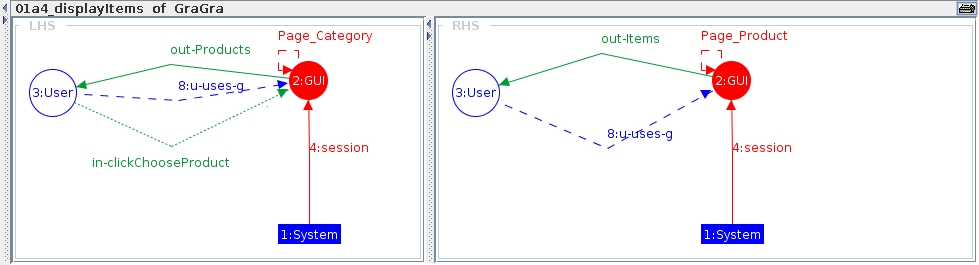 01a4_displayItems of GraGra
LHS
Page_Category
out-Products
2:GUI
3:User
8:u-uses-g
4:session
in-clickChooseProduct
1:System
RHS
Page_Product
out-Items
2:GUI
3:User
8:u-uses-g
4:session
1:System